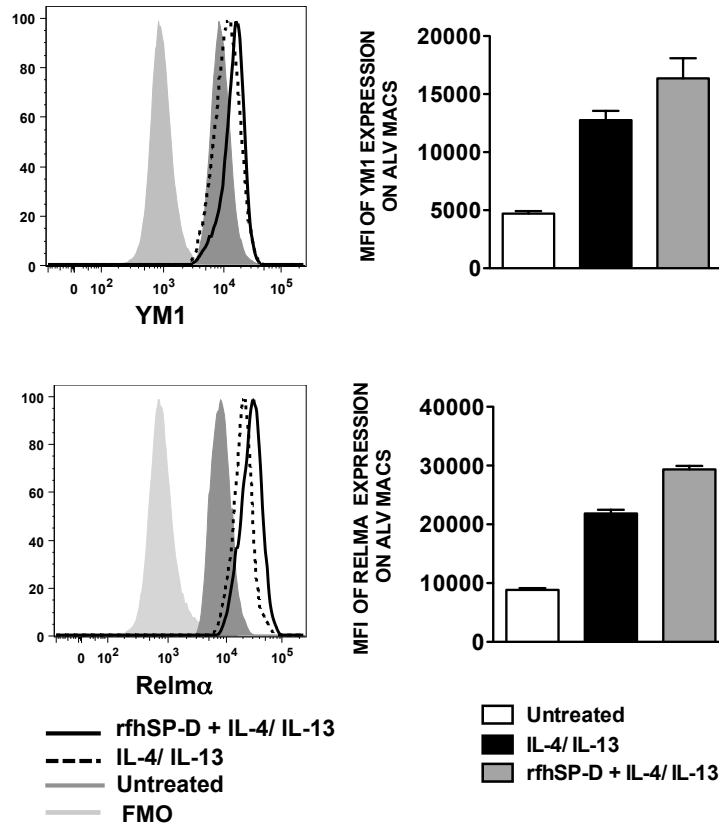 100
80
60
40
20
0
0 10² 10³ 10⁴ 10⁵
YM1
MFI OF YM1 EXPRESSION
ON ALV MACS
20000
15000
10000
5000
0
100
80
60
40
20
0
0 10² 10³ 10⁴ 10⁵
Relmα
MFI OF RELMA EXPRESSION
ON ALV MACS
40000
30000
20000
10000
0
rfhSP-D + IL-4/ IL-13
IL-4/ IL-13
Untreated
FMO
Untreated
IL-4/ IL-13
rfhSP-D + IL-4/ IL-13